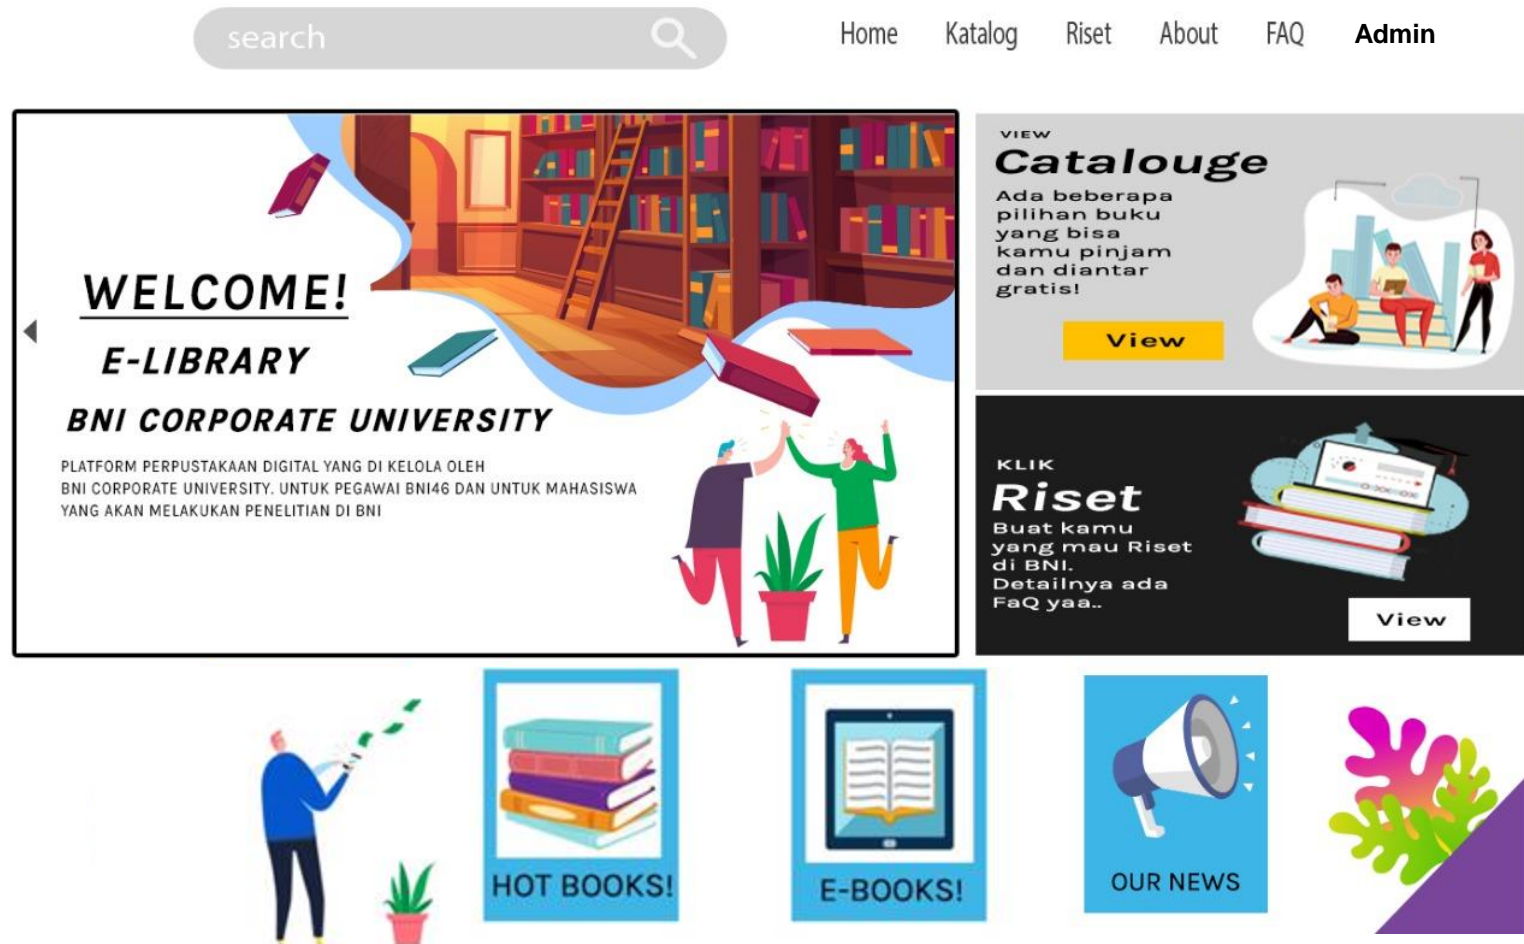 search
Home Katalog Riset About FAQ Admin
WELCOME!
E-LIBRARY
BNI CORPORATE UNIVERSITY
PLATFORM PERPUSTAKAAN DIGITAL YANG DI KELOLA OLEH
BNI CORPORATE UNIVERSITY. UNTUK PEGAWAI BNI46 DAN UNTUK MAHASISWA
YANG AKAN MELAKUKAN PENELITIAN DI BNI
VIEW
Catalouge
Ada beberapa
pilihan buku
yang bisa
kamu pinjam
dan diantar
gratis!
View
KLIK
Riset
Buat kamu
yang mau Riset
di BNI.
Detailnya ada
FaQ yaa..
View
HOT BOOKS!
E-BOOKS!
OUR NEWS